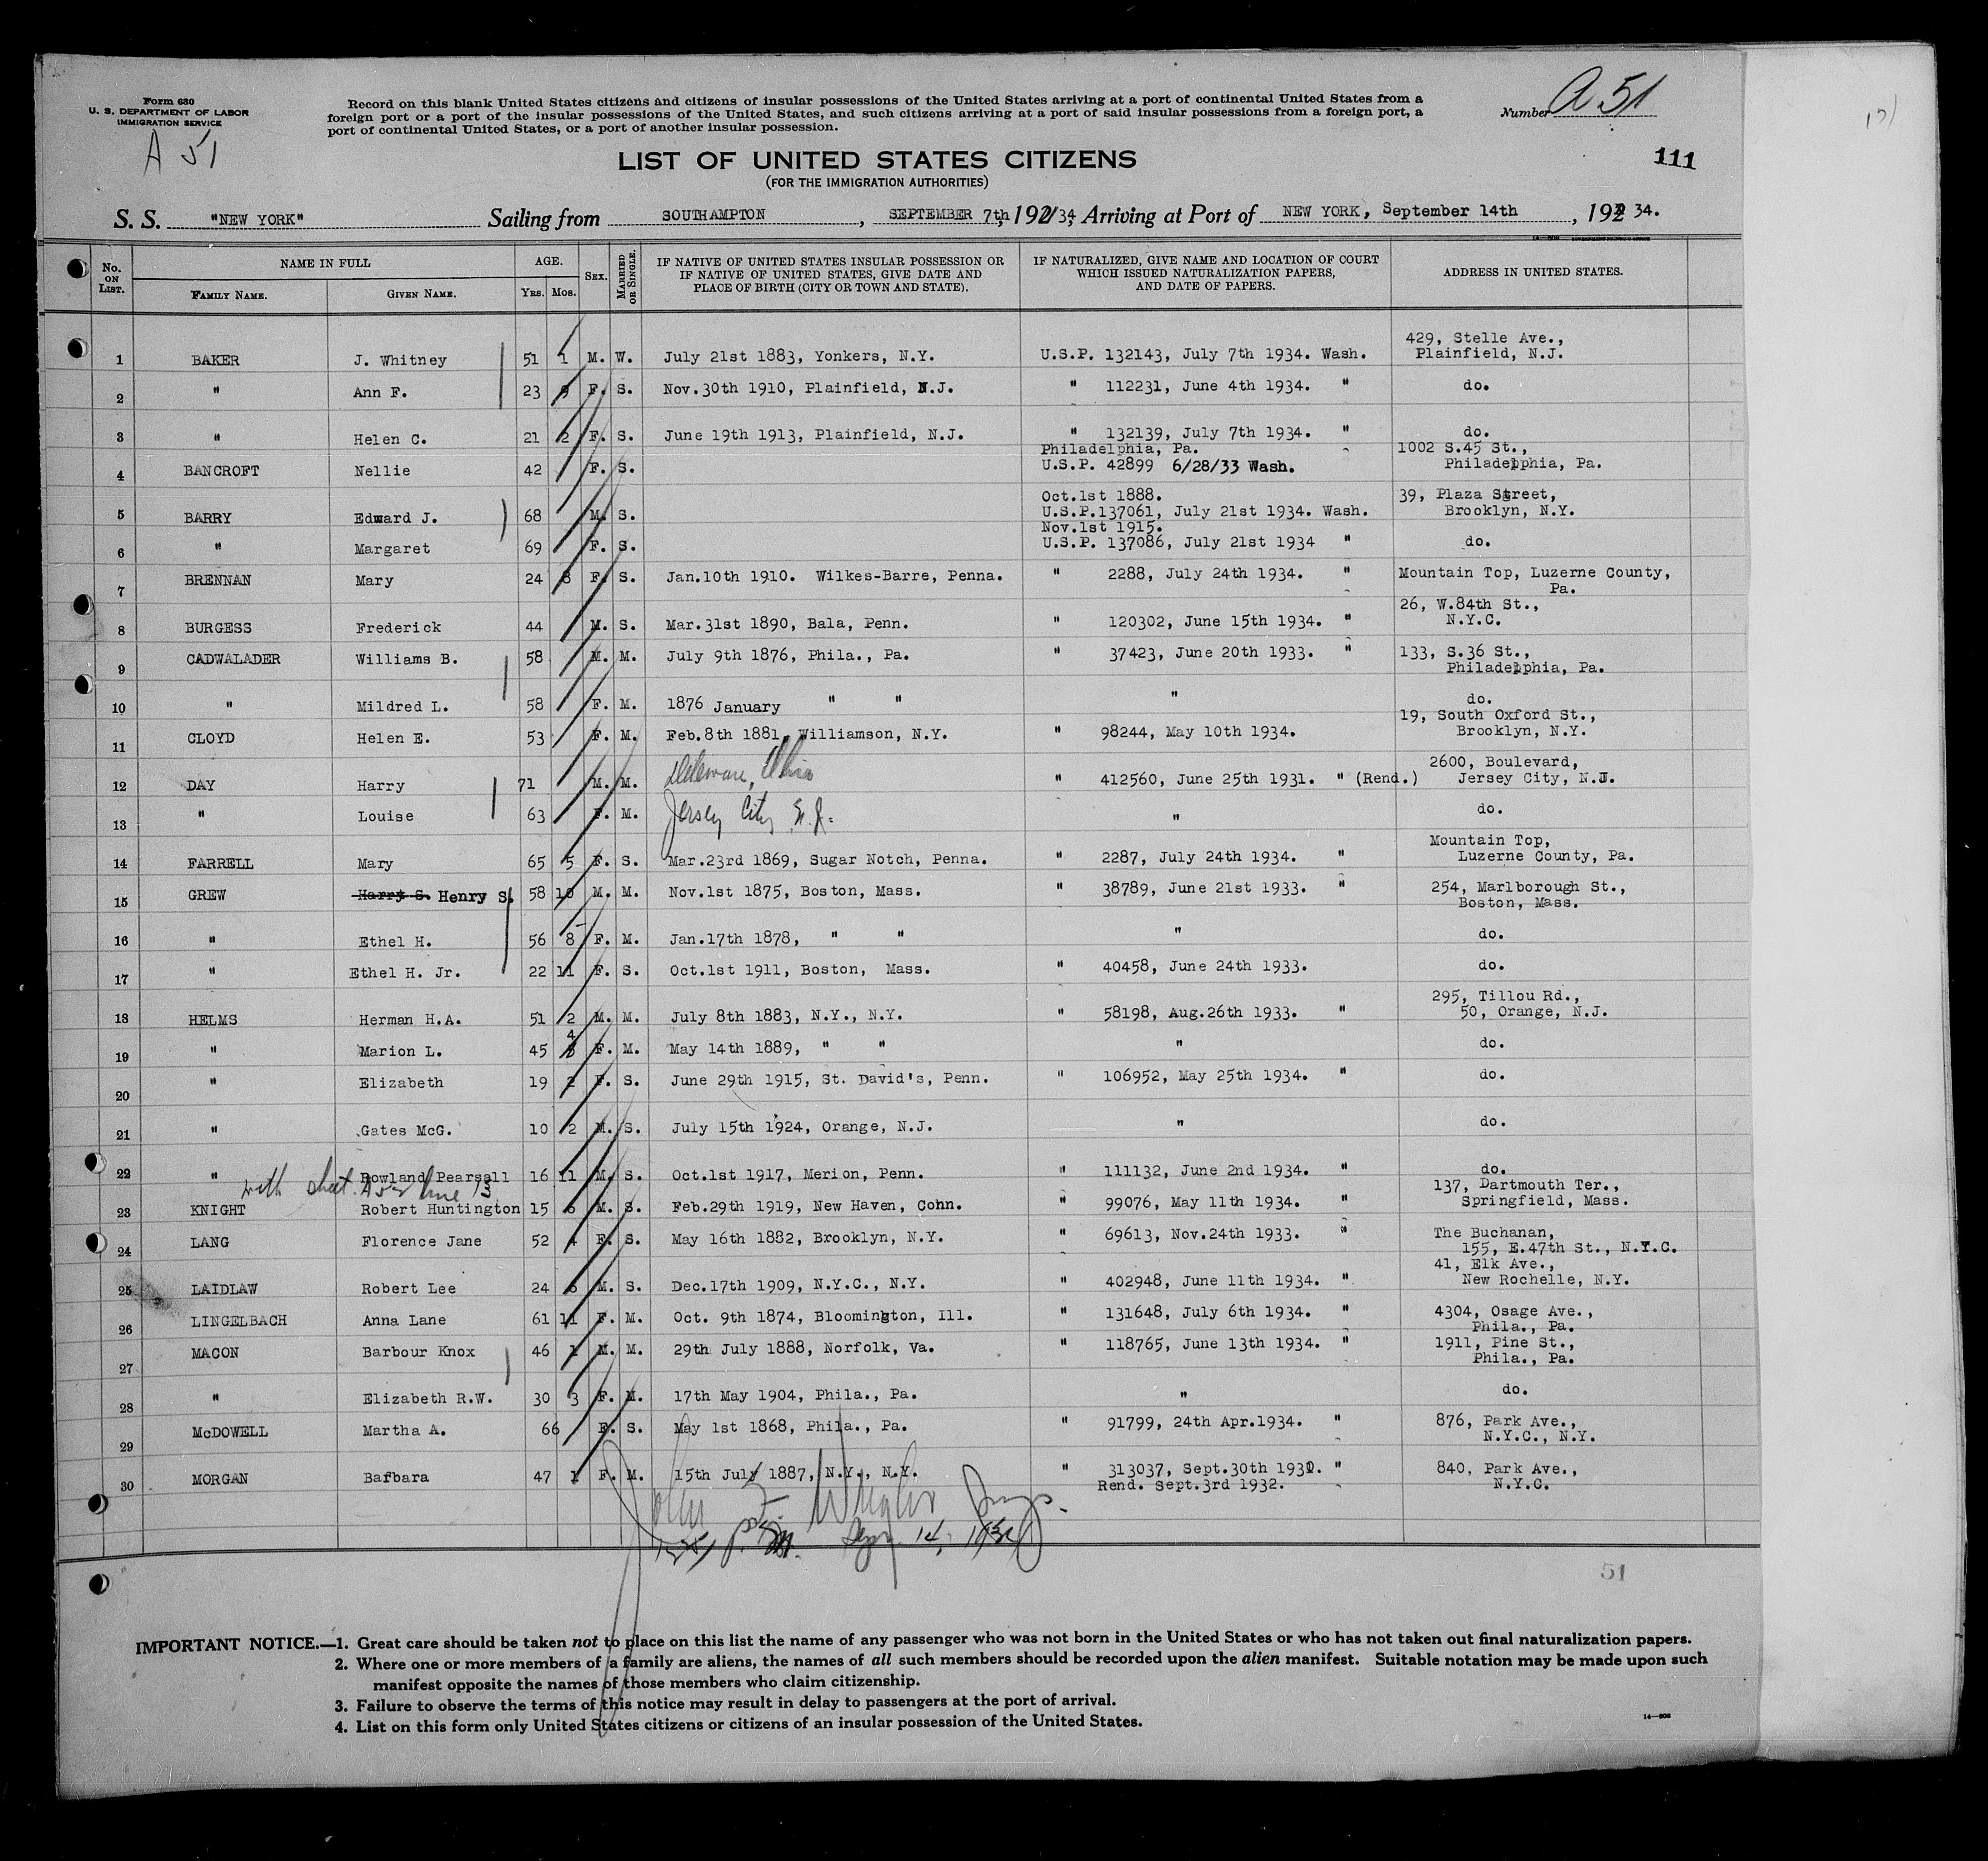 Form 630
U. S. DEPARTMENT OF LABOR
IMMIGRATION SERVICE
A 51
Record on this blank United States citizens and citizens of insular possessions of the United States arriving at a port of continental United States from a
foreign port or a port of the insular possessions of the United States, and such citizens arriving at a port of said insular possessions from a foreign port, a
port of continental United States, or a port of another insular possession.
Number A 51
LIST OF UNITED STATES CITIZENS
(FOR THE IMMIGRATION AUTHORITIES)
111
S. S. "NEW YORK" Sailing from SOUTHAMPTON, SEPTEMBER 7th, 192/34, Arriving at Port of NEW YORK, September 14th, 192 34.
No. ON LIST. NAME IN FULL AGE. SEX. MARRIED OR SINGLE. IF NATIVE OF UNITED STATES INSULAR POSSESSION OR IF NATIVE OF UNITED STATES, GIVE DATE AND PLACE OF BIRTH (CITY OR TOWN AND STATE). IF NATURALIZED, GIVE NAME AND LOCATION OF COURT WHICH ISSUED NATURALIZATION PAPERS, AND DATE OF PAPERS. ADDRESS IN UNITED STATES.
FAMILY NAME. GIVEN NAME. YRS. MOS.
1 BAKER J. Whitney 51 1 M. W. July 21st 1883, Yonkers, N.Y. U.S.P. 132143, July 7th 1934. Wash. 429, Stelle Ave., Plainfield, N.J.
2 " Ann F. 23 9 F. S. Nov.30th 1910, Plainfield, N.J. " 112231, June 4th 1934. " do.
3 " Helen C. 21 2 F. S. June 19th 1913, Plainfield, N.J. " 132139, July 7th 1934. " do.
4 BANCROFT Nellie 42 F. S. Philadelphia, Pa. U.S.P. 42899 6/28/33 Wash. 1002 S.45 St., Philadelphia, Pa.
5 BARRY Edward J. 68 M. S. Oct.1st 1888. U.S.P.137061, July 21st 1934. Wash. 39, Plaza Street, Brooklyn, N.Y.
6 " Margaret 69 F. S. Nov.1st 1915. U.S.P. 137086, July 21st 1934 " do.
7 BRENNAN Mary 24 8 F. S. Jan.10th 1910. Wilkes-Barre, Penna. " 2288, July 24th 1934. " Mountain Top, Luzerne County, Pa.
8 BURGESS Frederick 44 M. S. Mar.31st 1890, Bala, Penn. " 120302, June 15th 1934. " 26, W.84th St., N.Y.C.
9 CADWALADER Williams B. 58 M. M. July 9th 1876, Phila., Pa. " 37423, June 20th 1933. " 133, S.36 St., Philadelphia, Pa.
10 " Mildred L. 58 F. M. 1876 January " " " do.
11 CLOYD Helen E. 53 F. M. Feb.8th 1881, Williamson, N.Y. " 98244, May 10th 1934. 19, South Oxford St., Brooklyn, N.Y.
12 DAY Harry 71 M. M. Delaware, Ohio " 412560, June 25th 1931. " (Rend.) 2600, Boulevard, Jersey City, N.J.
13 " Louise 63 F. M. Jersey City N.J. " do.
14 FARRELL Mary 65 5 F. S. Mar.23rd 1869, Sugar Notch, Penna. " 2287, July 24th 1934. " Mountain Top, Luzerne County, Pa.
15 GREW Harry S. Henry S. 58 10 M. M. Nov.1st 1875, Boston, Mass. " 38789, June 21st 1933. " 254, Marlborough St., Boston, Mass.
16 " Ethel H. 56 8 F. M. Jan.17th 1878, " " " do.
17 " Ethel H. Jr. 22 11 F. S. Oct.1st 1911, Boston, Mass. " 40458, June 24th 1933. do.
18 HELMS Herman H.A. 51 2 M. M. July 8th 1883, N.Y., N.Y. " 58198, Aug.26th 1933. " 295, Tillou Rd., 50, Orange, N.J.
19 " Marion L. 45 4 F. M. May 14th 1889, " " " do.
20 " Elizabeth 19 2 F. S. June 29th 1915, St. David's, Penn. " 106952, May 25th 1934. " do.
21 " Gates McG. 10 2 M. S. July 15th 1924, Orange, N.J. " do.
22 " Rowland Pearsall 16 11 M. S. Oct.1st 1917, Merion, Penn. " 111132, June 2nd 1934. " do.
with sheet A 52 line 13
23 KNIGHT Robert Huntington 15 6 M. S. Feb.29th 1919, New Haven, Cohn. " 99076, May 11th 1934. " 137, Dartmouth Ter., Springfield, Mass.
24 LANG Florence Jane 52 4 F. S. May 16th 1882, Brooklyn, N.Y. " 69613, Nov.24th 1933. " The Buchanan, 155, E.47th St., N.Y.C.
25 LAIDLAW Robert Lee 24 6 M. S. Dec.17th 1909, N.Y.C., N.Y. " 402948, June 11th 1934. " 41, Elk Ave., New Rochelle, N.Y.
26 LINGELBACH Anna Lane 61 11 F. M. Oct. 9th 1874, Bloomington, Ill. " 131648, July 6th 1934. " 4304, Osage Ave., Phila., Pa.
27 MACON Barbour Knox 46 1 M. M. 29th July 1888, Norfolk, Va. " 118765, June 13th 1934. " 1911, Pine St., Phila., Pa.
28 " Elizabeth R.W. 30 3 F. M. 17th May 1904, Phila., Pa. " do.
29 McDOWELL Martha A. 66 F. S. May 1st 1868, Phila., Pa. " 91799, 24th Apr.1934. " 876, Park Ave., N.Y.C., N.Y.
30 MORGAN Barbara 47 1 F. M. 15th July 1887, N.Y., N.Y. " 313037, Sept.30th 1931. " Rend. Sept.3rd 1932. 840, Park Ave., N.Y.C.
John F. Insp.
Sept. 14, 1934
51
IMPORTANT NOTICE.—1. Great care should be taken not to place on this list the name of any passenger who was not born in the United States or who has not taken out final naturalization papers.
2. Where one or more members of a family are aliens, the names of all such members should be recorded upon the alien manifest. Suitable notation may be made upon such
manifest opposite the names of those members who claim citizenship.
3. Failure to observe the terms of this notice may result in delay to passengers at the port of arrival.
4. List on this form only United States citizens or citizens of an insular possession of the United States.